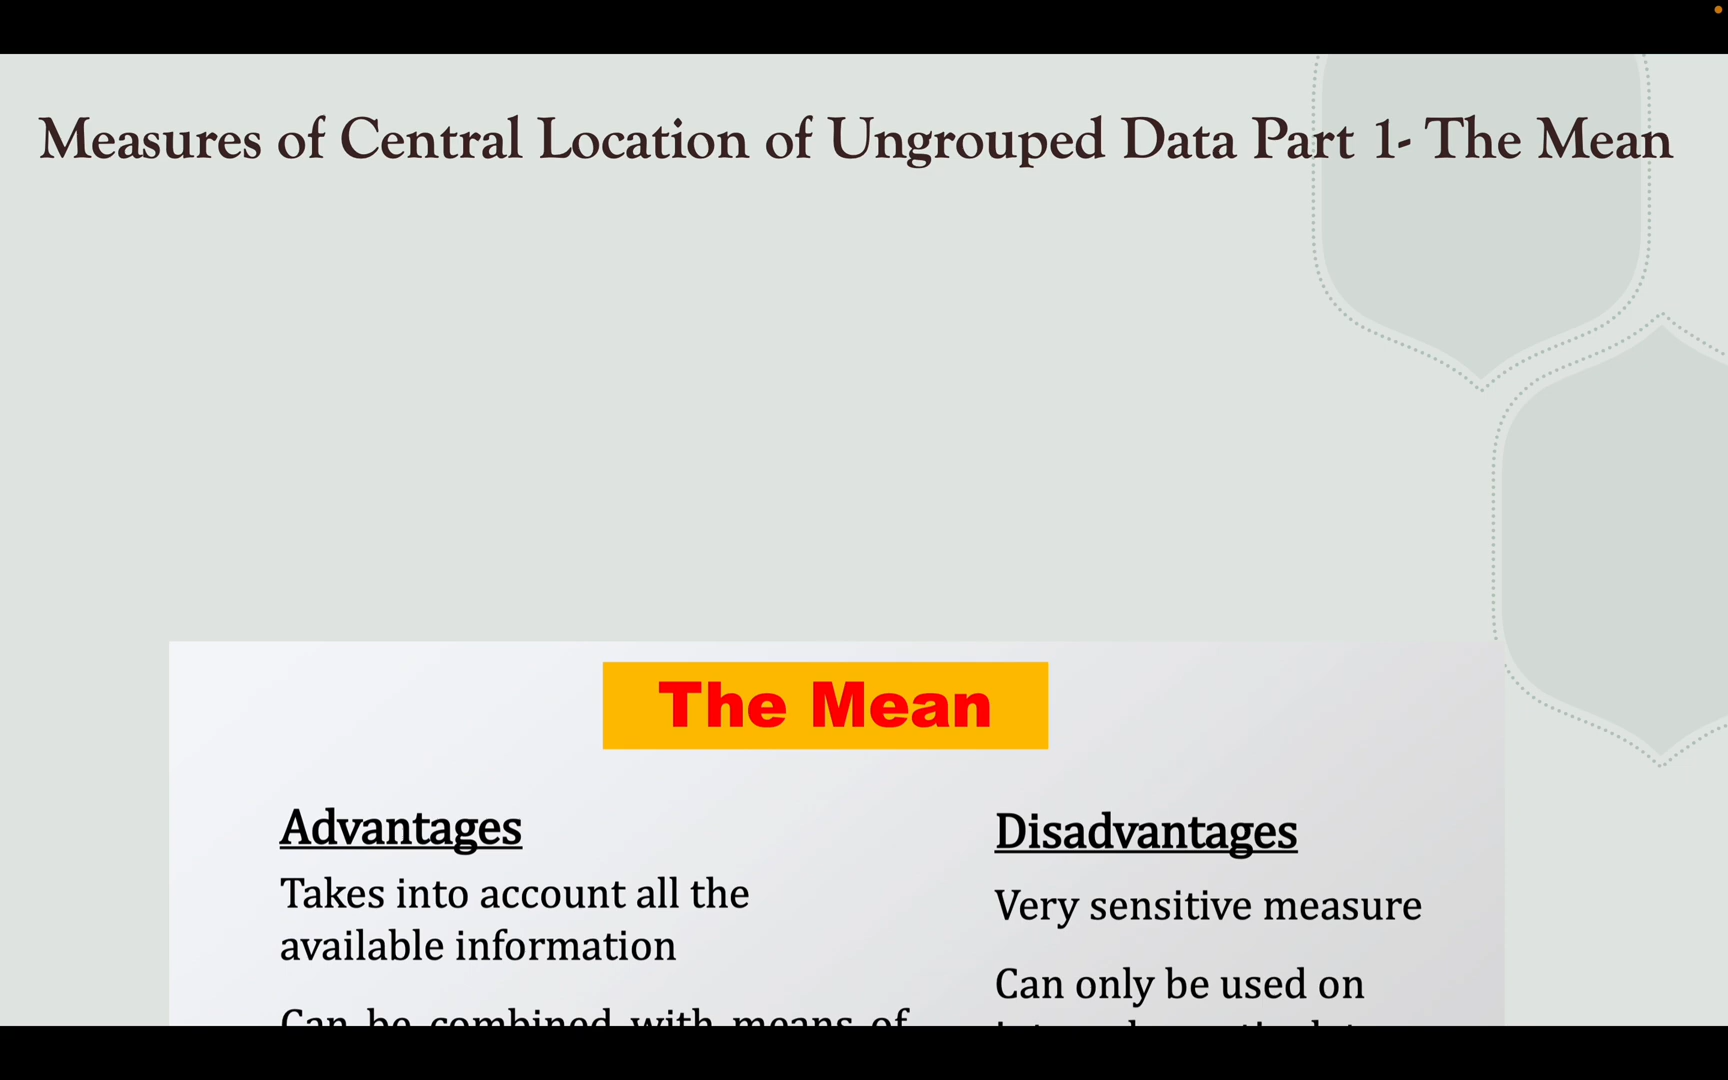 Measures of Central Location of Ungrouped Data Part 1- The Mean
The Mean
Advantages
Takes into account all the
available information
Can be combined with means of
Disadvantages
Very sensitive measure
Can only be used on